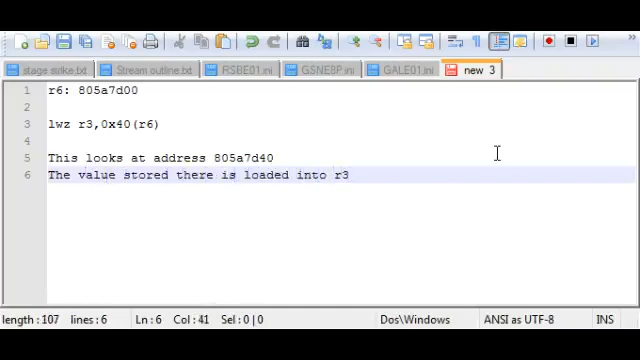 stage strike.txt Stream outline.txt RSBE01.ini GSNE8P.ini GALE01.ini new 3
1 r6: 805a7d00
2
3 lwz r3,0x40(r6)
4
5 This looks at address 805a7d40
6 The value stored there is loaded into r3
length : 107 lines : 6 Ln : 6 Col : 41 Sel : 0 | 0 Dos\Windows ANSI as UTF-8 INS